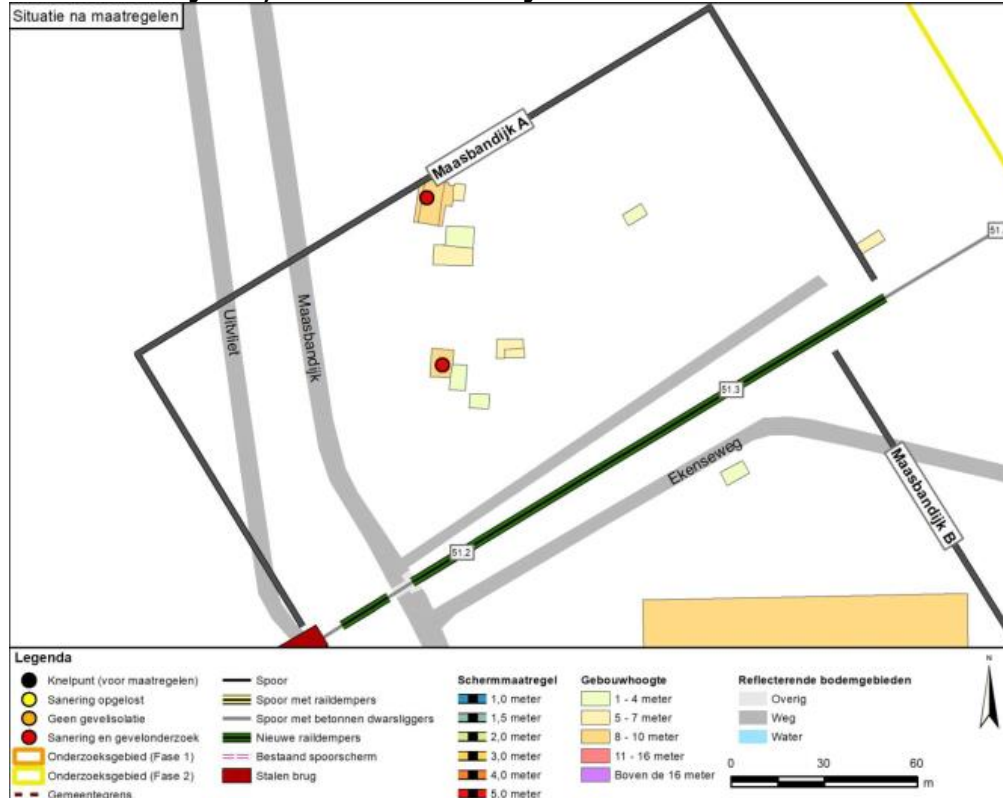 Situatie na maatregelen
Maasbandijk A
51.
Uitvliet
Maasbandijk
51.3
Ekenseweg
Maasbandijk B
51.2
Legenda
Knelpunt (voor maatregelen)
Sanering opgelost
Geen gevelisolatie
Sanering en gevelonderzoek
Onderzoeksgebied (Fase 1)
Onderzoeksgebied (Fase 2)
Gemeentegrens
Spoor
Spoor met raildempers
Spoor met betonnen dwarsliggers
Nieuwe raildempers
Bestaand spoorscherm
Stalen brug
Schermmaatregel
1,0 meter
1,5 meter
2,0 meter
3,0 meter
4,0 meter
5,0 meter
Gebouwhoogte
1 - 4 meter
5 - 7 meter
8 - 10 meter
11 - 16 meter
Boven de 16 meter
Reflecterende bodemgebieden
Overig
Weg
Water
N
0 30 60
m